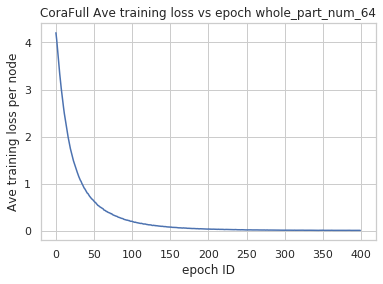 CoraFull Ave training loss vs epoch whole_part_num_64
Ave training loss per node
4
3
2
1
0
0 50 100 150 200 250 300 350 400
epoch ID